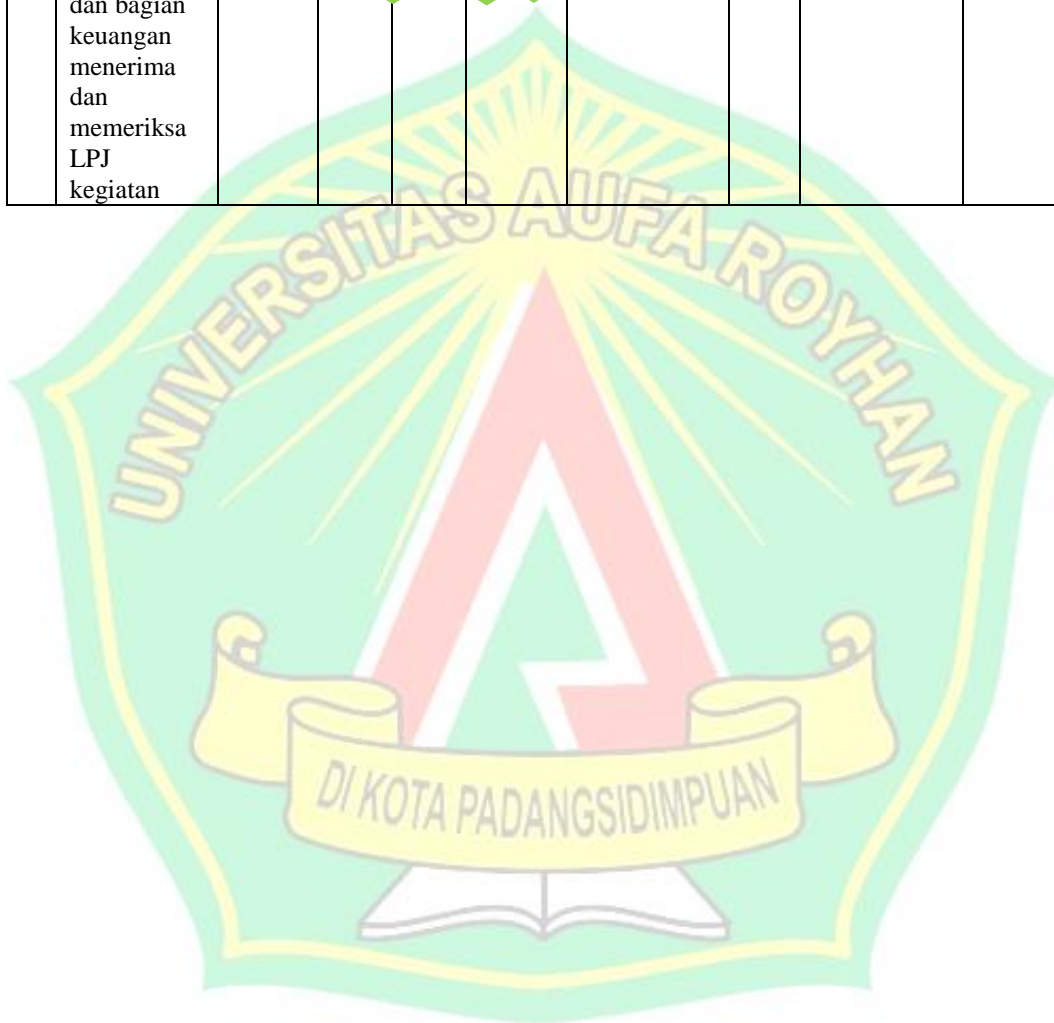 dan bagian
keuangan
menerima
dan
memeriksa
LPJ
kegiatan
UNIVERSITAS AUFA ROYHAN
DI KOTA PADANGSIDIMPUAN